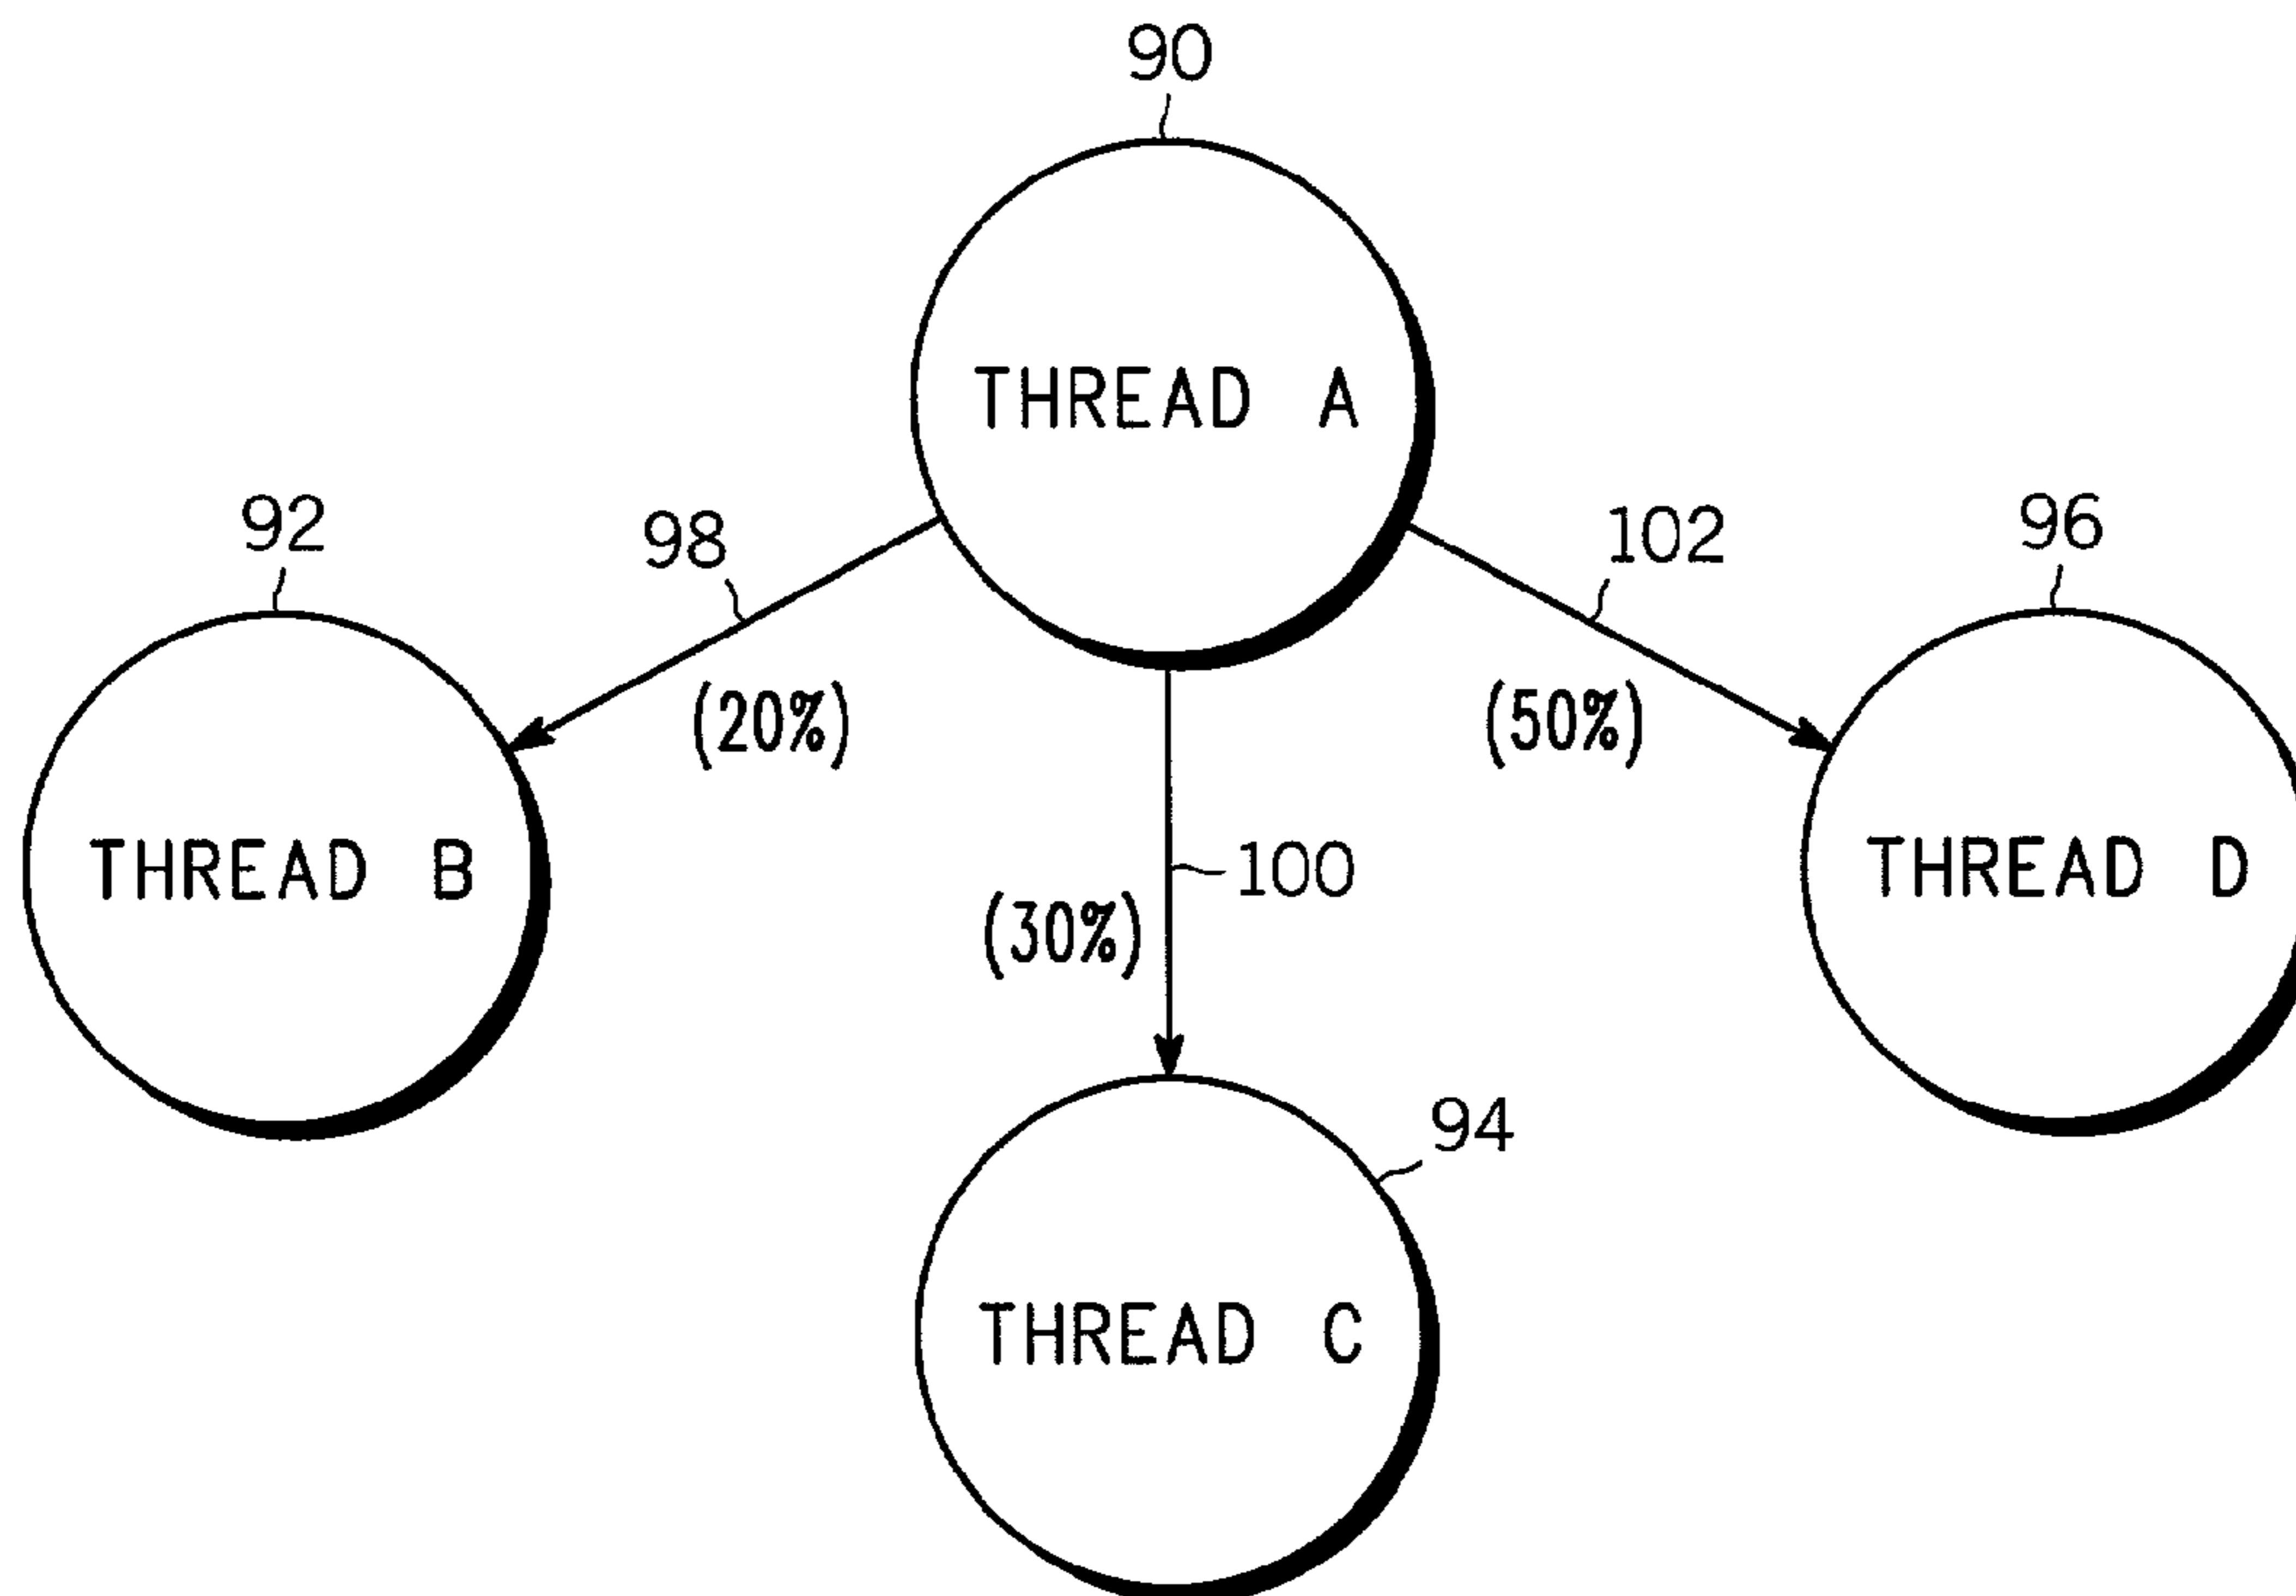 90
THREAD A
92
98
102
96
(20%)
(50%)
THREAD B
100
THREAD D
(30%)
94
THREAD C